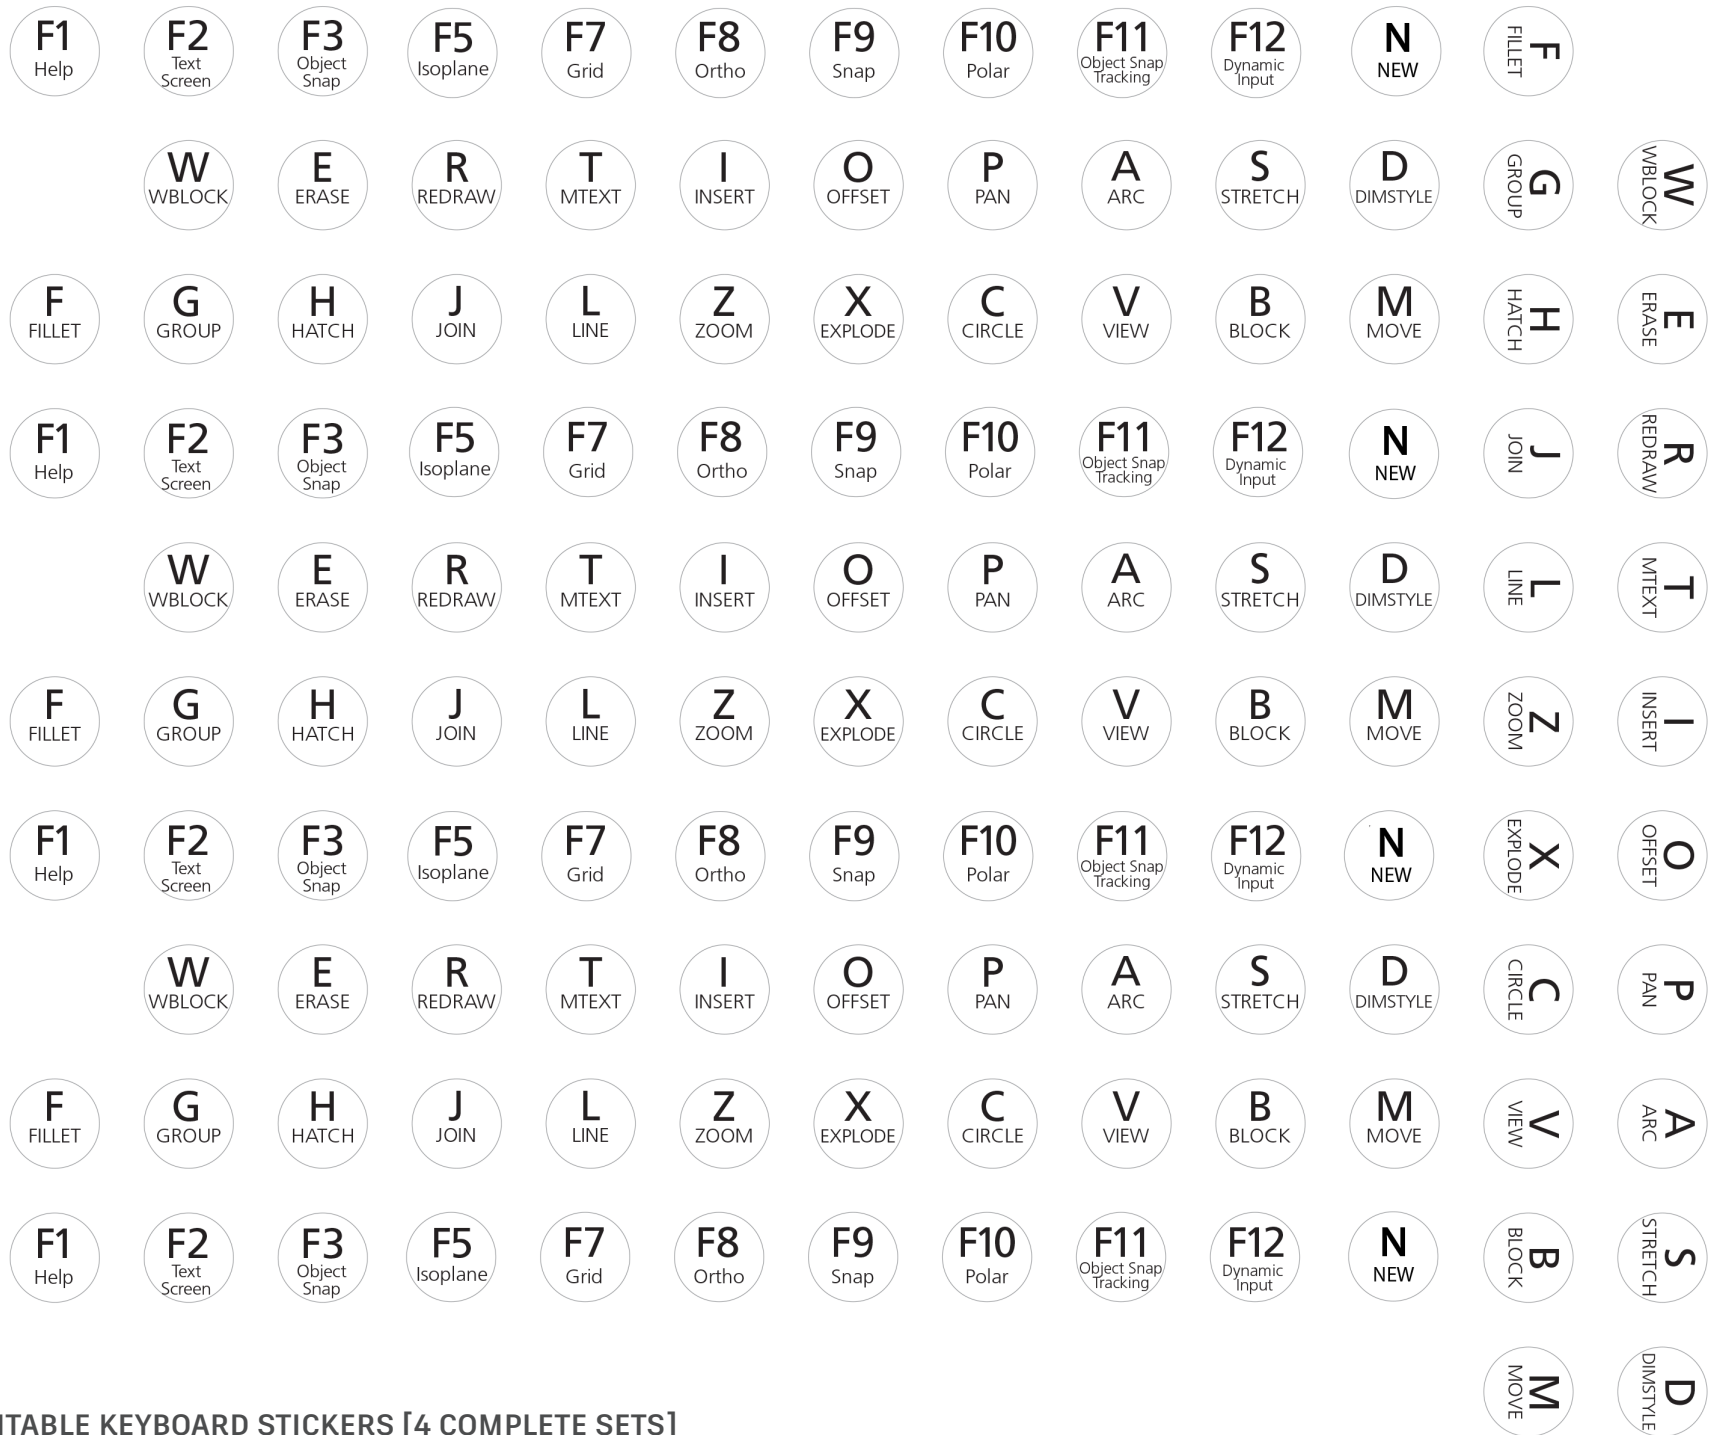 F1 F2 F3 F5 F7 F8 F9 F10 F11 F12 N F
Help Text Screen Object Snap Isoplane Grid Ortho Snap Polar Object Snap Tracking Dynamic Input NEW FILLET
W E R T I O P A S D G W
WBLOCK ERASE REDRAW MTEXT INSERT OFFSET PAN ARC STRETCH DIMSTYLE GROUP WBLOCK
F G H J L Z X C V B M H E
FILLET GROUP HATCH JOIN LINE ZOOM EXPLODE CIRCLE VIEW BLOCK MOVE HATCH ERASE
F1 F2 F3 F5 F7 F8 F9 F10 F11 F12 N J R
Help Text Screen Object Snap Isoplane Grid Ortho Snap Polar Object Snap Tracking Dynamic Input NEW JOIN REDRAW
W E R T I O P A S D L T
WBLOCK ERASE REDRAW MTEXT INSERT OFFSET PAN ARC STRETCH DIMSTYLE LINE MTEXT
F G H J L Z X C V B M Z I
FILLET GROUP HATCH JOIN LINE ZOOM EXPLODE CIRCLE VIEW BLOCK MOVE ZOOM INSERT
F1 F2 F3 F5 F7 F8 F9 F10 F11 F12 N X O
Help Text Screen Object Snap Isoplane Grid Ortho Snap Polar Object Snap Tracking Dynamic Input NEW EXPLODE OFFSET
W E R T I O P A S D C P
WBLOCK ERASE REDRAW MTEXT INSERT OFFSET PAN ARC STRETCH DIMSTYLE CIRCLE PAN
F G H J L Z X C V B M V A
FILLET GROUP HATCH JOIN LINE ZOOM EXPLODE CIRCLE VIEW BLOCK MOVE VIEW ARC
F1 F2 F3 F5 F7 F8 F9 F10 F11 F12 N B S
Help Text Screen Object Snap Isoplane Grid Ortho Snap Polar Object Snap Tracking Dynamic Input NEW BLOCK STRETCH
M D
MOVE DIMSTYLE
KEYBOARD STICKERS [4 COMPLETE SETS]